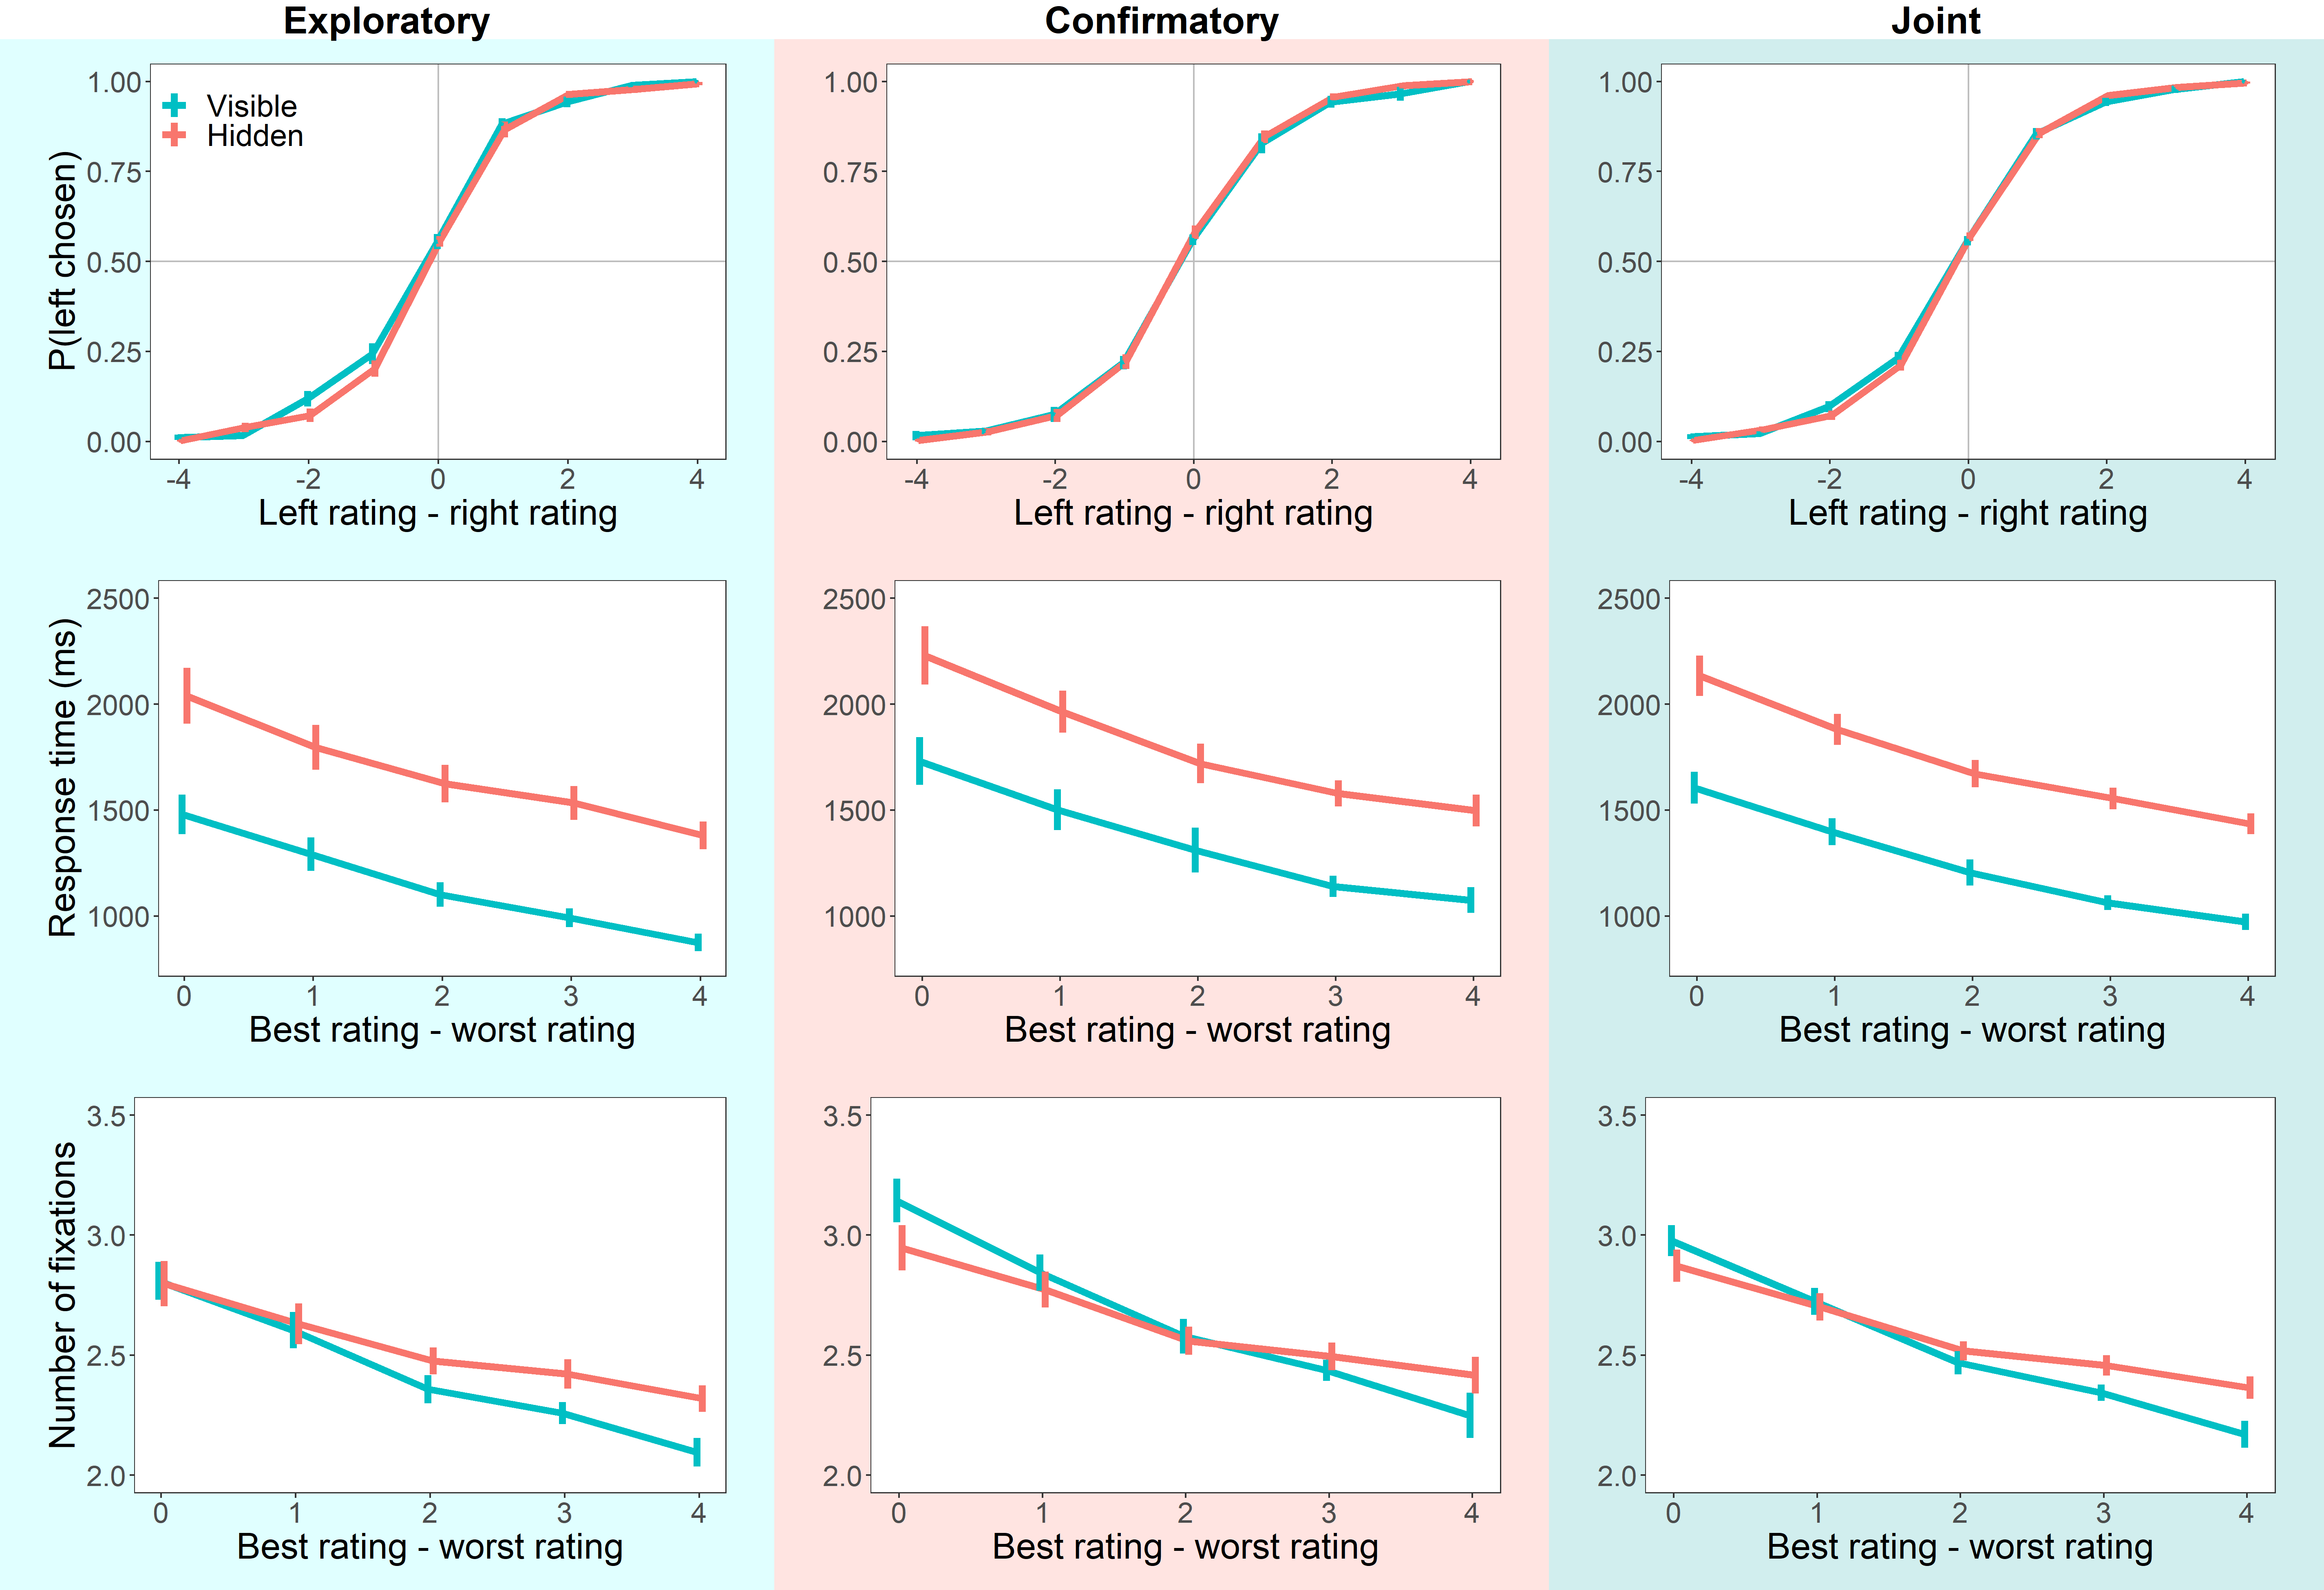 Exploratory
Confirmatory
Joint
P(left chosen)
1.00
0.75
0.50
0.25
0.00
Visible
Hidden
-4 -2 0 2 4
Left rating - right rating
1.00
0.75
0.50
0.25
0.00
-4 -2 0 2 4
Left rating - right rating
1.00
0.75
0.50
0.25
0.00
-4 -2 0 2 4
Left rating - right rating
Response time (ms)
2500
2000
1500
1000
0 1 2 3 4
Best rating - worst rating
2500
2000
1500
1000
0 1 2 3 4
Best rating - worst rating
2500
2000
1500
1000
0 1 2 3 4
Best rating - worst rating
Number of fixations
3.5
3.0
2.5
2.0
0 1 2 3 4
Best rating - worst rating
3.5
3.0
2.5
2.0
0 1 2 3 4
Best rating - worst rating
3.5
3.0
2.5
2.0
0 1 2 3 4
Best rating - worst rating